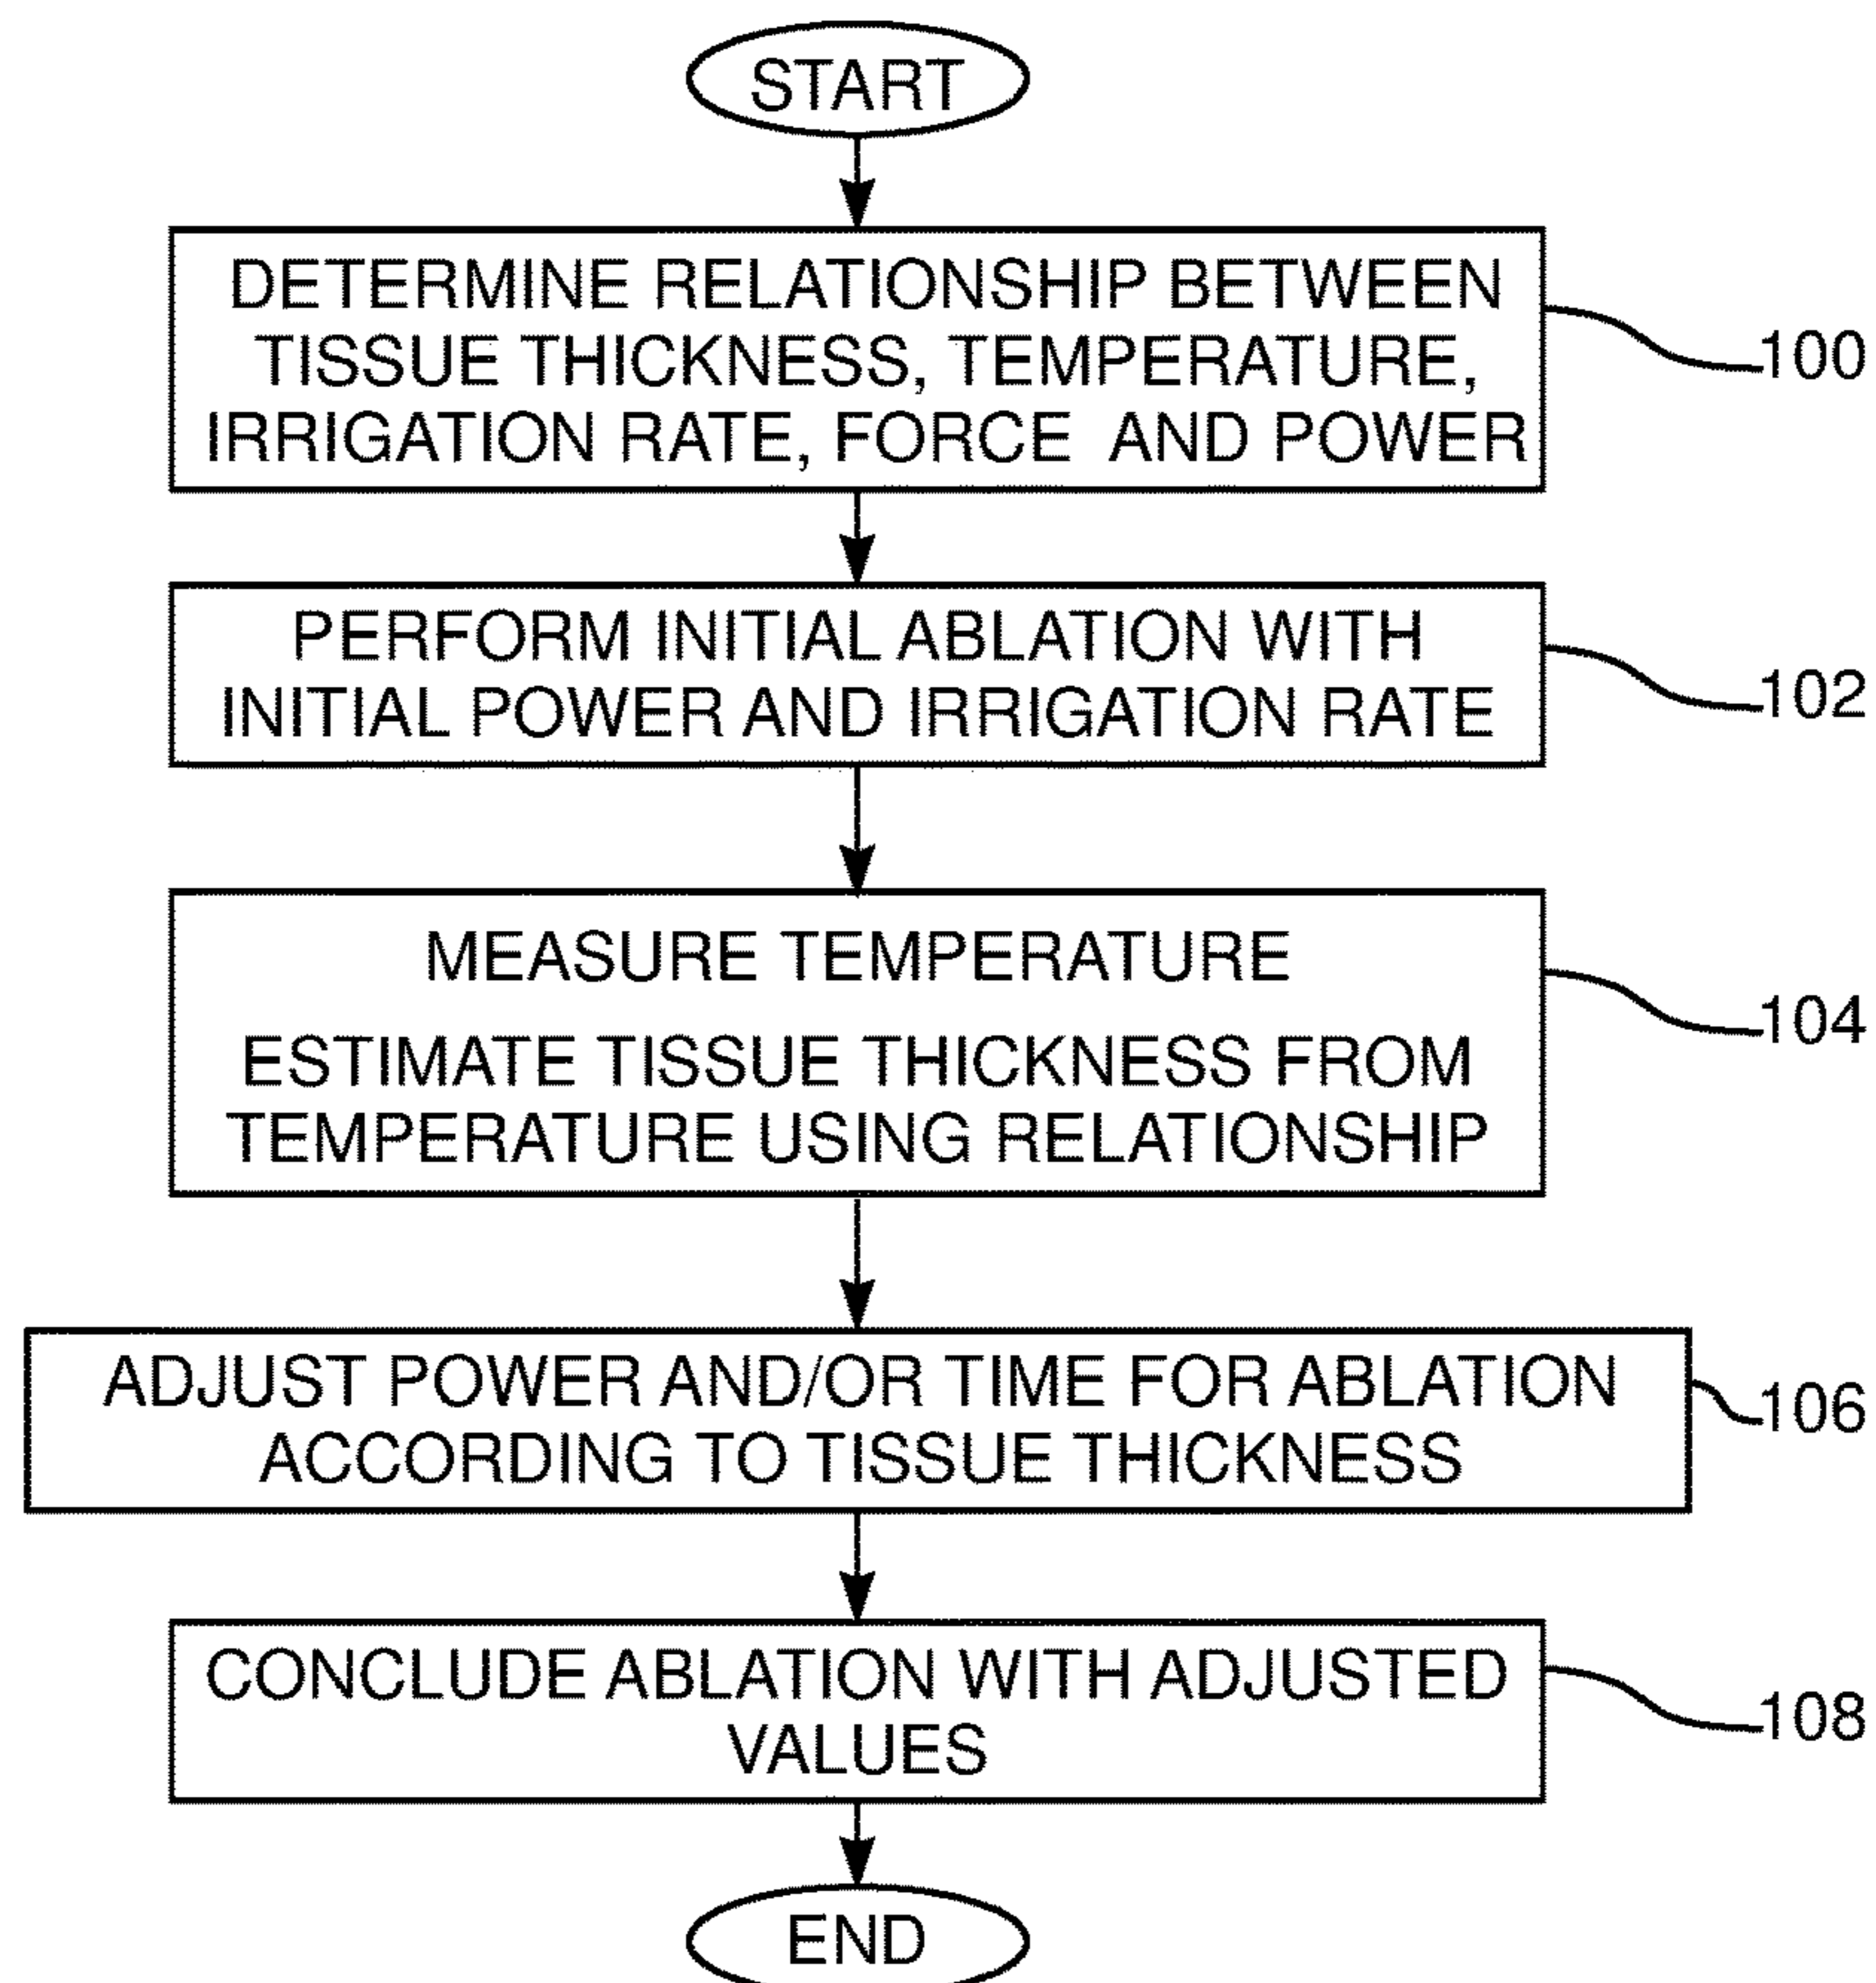 START
DETERMINE RELATIONSHIP BETWEEN
TISSUE THICKNESS, TEMPERATURE,
IRRIGATION RATE, FORCE AND POWER
100
PERFORM INITIAL ABLATION WITH
INITIAL POWER AND IRRIGATION RATE
102
MEASURE TEMPERATURE
ESTIMATE TISSUE THICKNESS FROM
TEMPERATURE USING RELATIONSHIP
104
ADJUST POWER AND/OR TIME FOR ABLATION
ACCORDING TO TISSUE THICKNESS
106
CONCLUDE ABLATION WITH ADJUSTED
VALUES
108
END